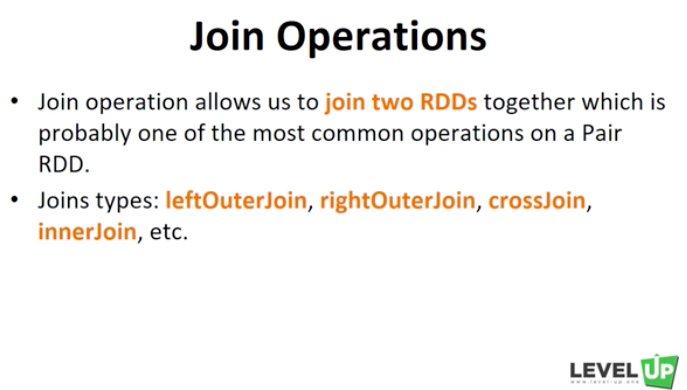 Join Operations
• Join operation allows us to join two RDDs together which is
probably one of the most common operations on a Pair
RDD.
• Joins types: leftOuterJoin, rightOuterJoin, crossJoin,
innerJoin, etc.
LEVEL UP
www.level-up.one